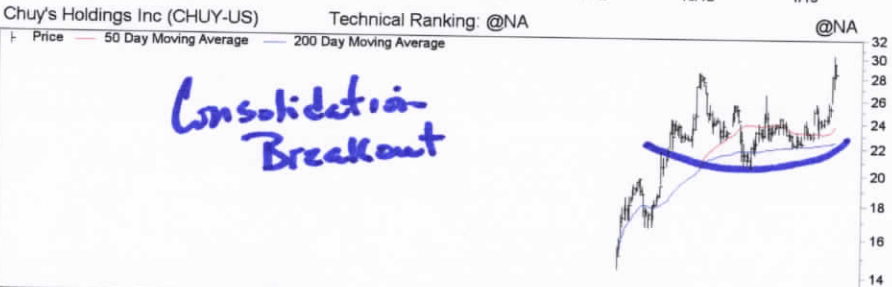 Chuy's Holdings Inc (CHUY-US) Technical Ranking: @NA @NA
Price 50 Day Moving Average 200 Day Moving Average
Consolidation
Breakout
32
30
28
26
24
22
20
18
16
14